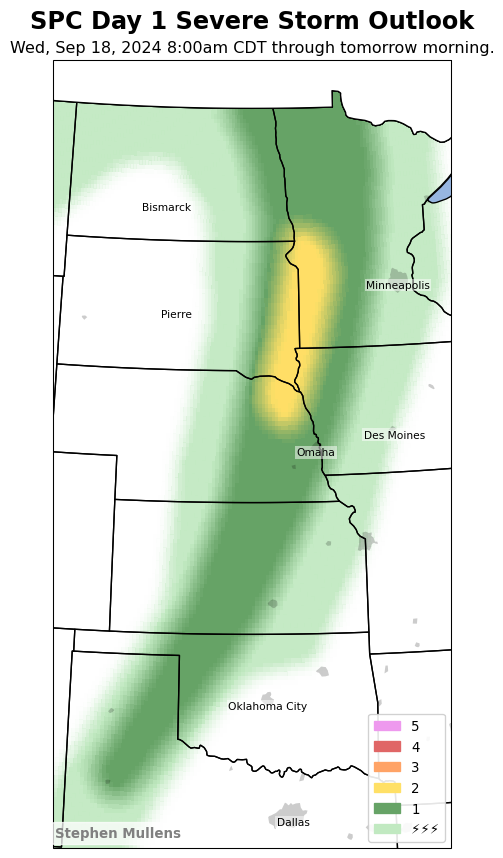 SPC Day 1 Severe Storm Outlook
Wed, Sep 18, 2024 8:00am CDT through tomorrow morning.
Bismarck
Minneapolis
Pierre
Des Moines
Omaha
Oklahoma City
5
4
3
2
1
⚡⚡⚡
Dallas
Stephen Mullens